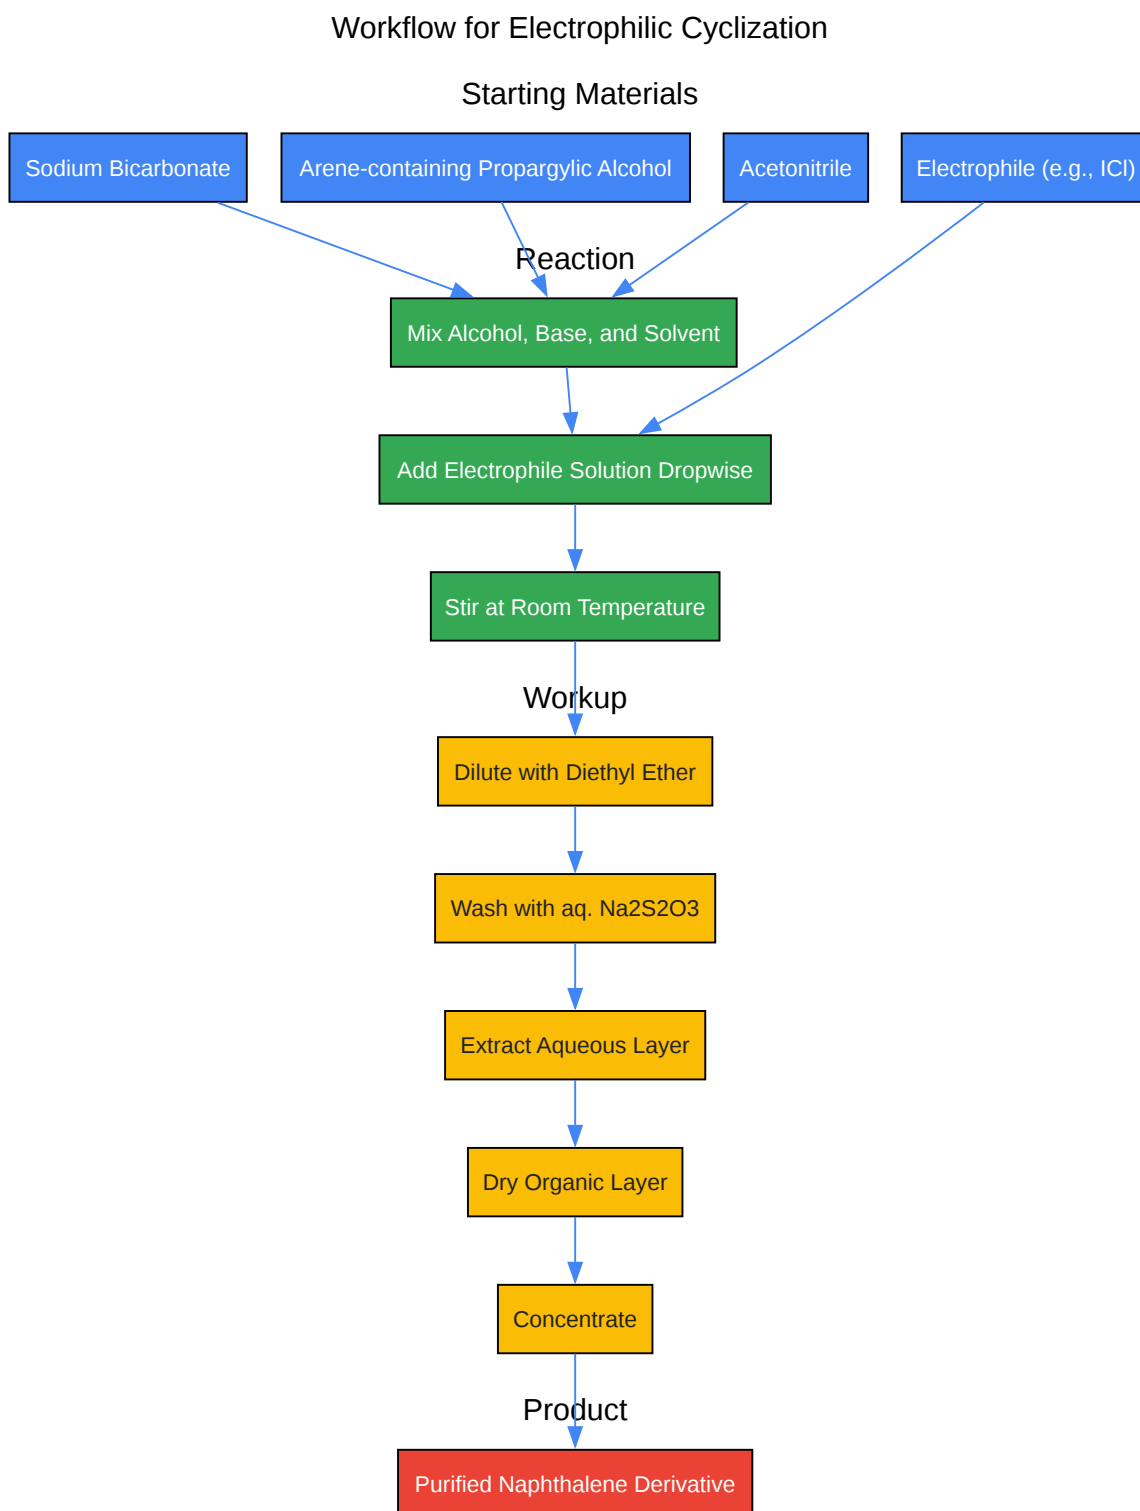 Workflow for Electrophilic Cyclization
Starting Materials
Sodium Bicarbonate
Arene-containing Propargylic Alcohol
Acetonitrile
Electrophile (e.g., ICl)
Reaction
Mix Alcohol, Base, and Solvent
Add Electrophile Solution Dropwise
Stir at Room Temperature
Workup
Dilute with Diethyl Ether
Wash with aq. Na2S2O3
Extract Aqueous Layer
Dry Organic Layer
Concentrate
Product
Purified Naphthalene Derivative